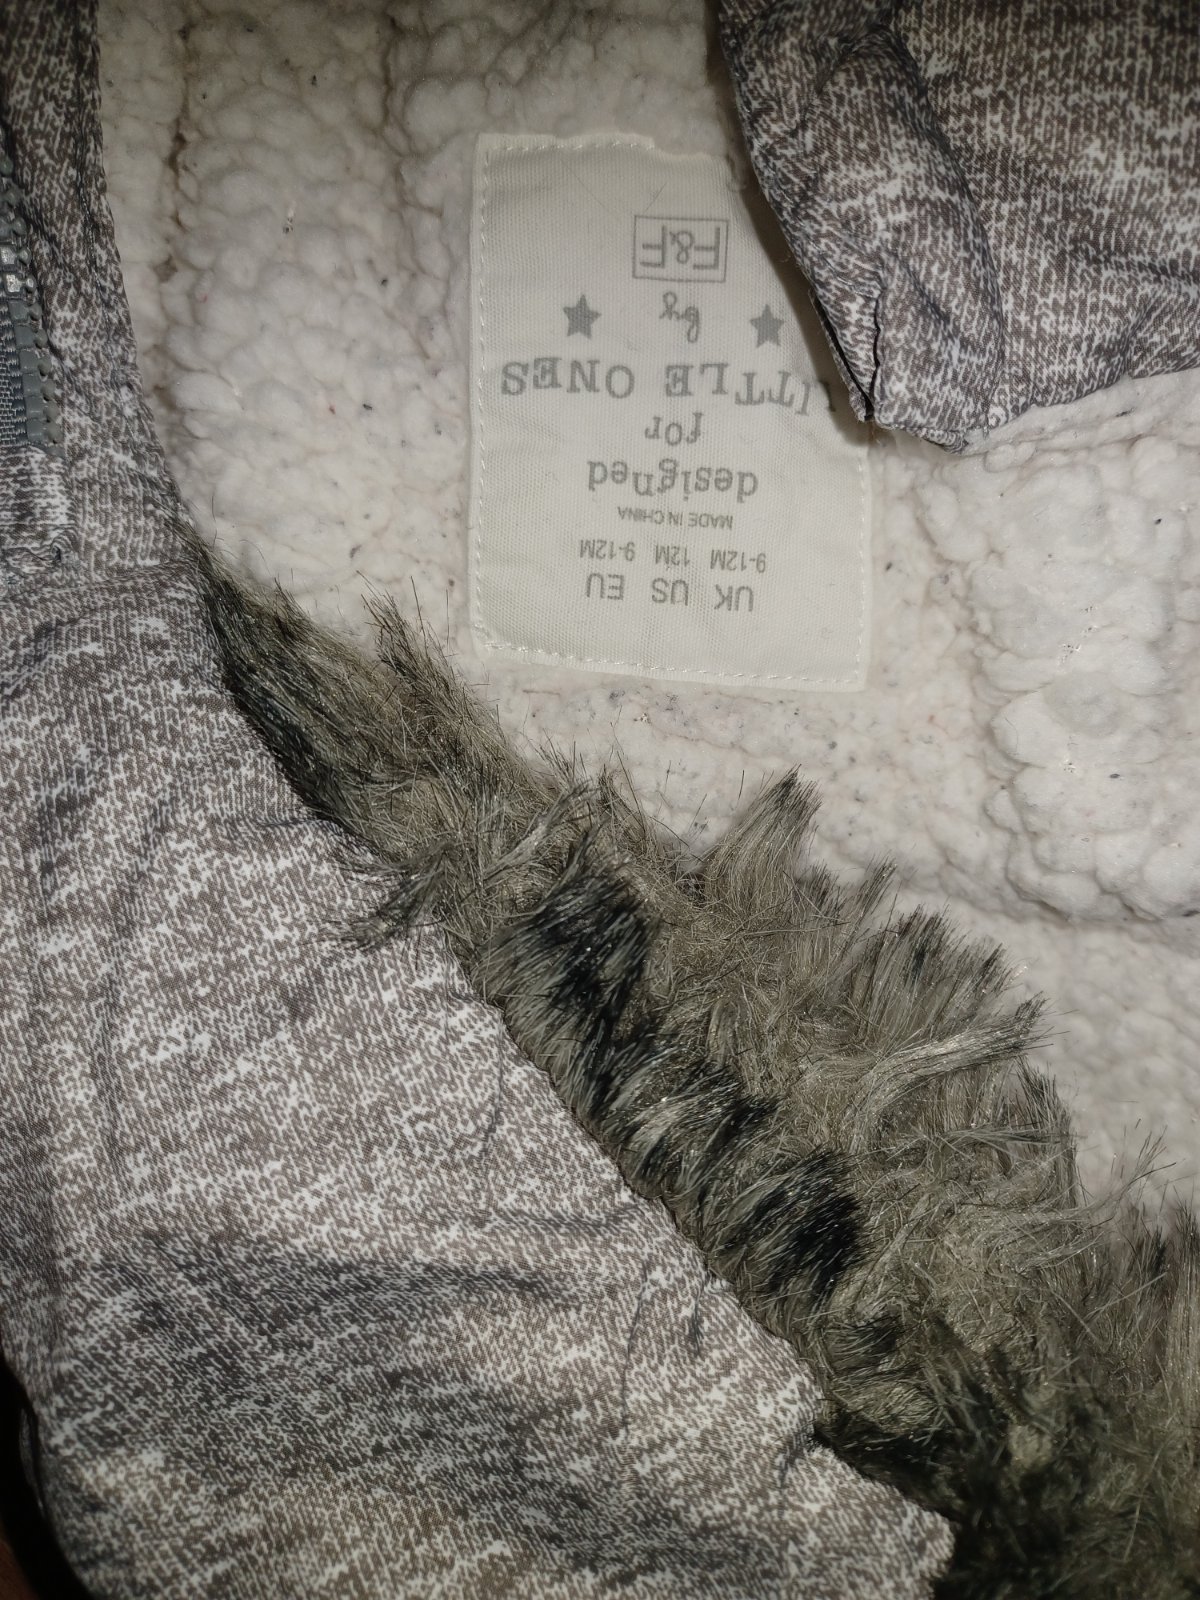 F&F
by
LITTLE ONES
for
designed
MADE IN CHINA
9-12M 12M 9-12M
UK US EU